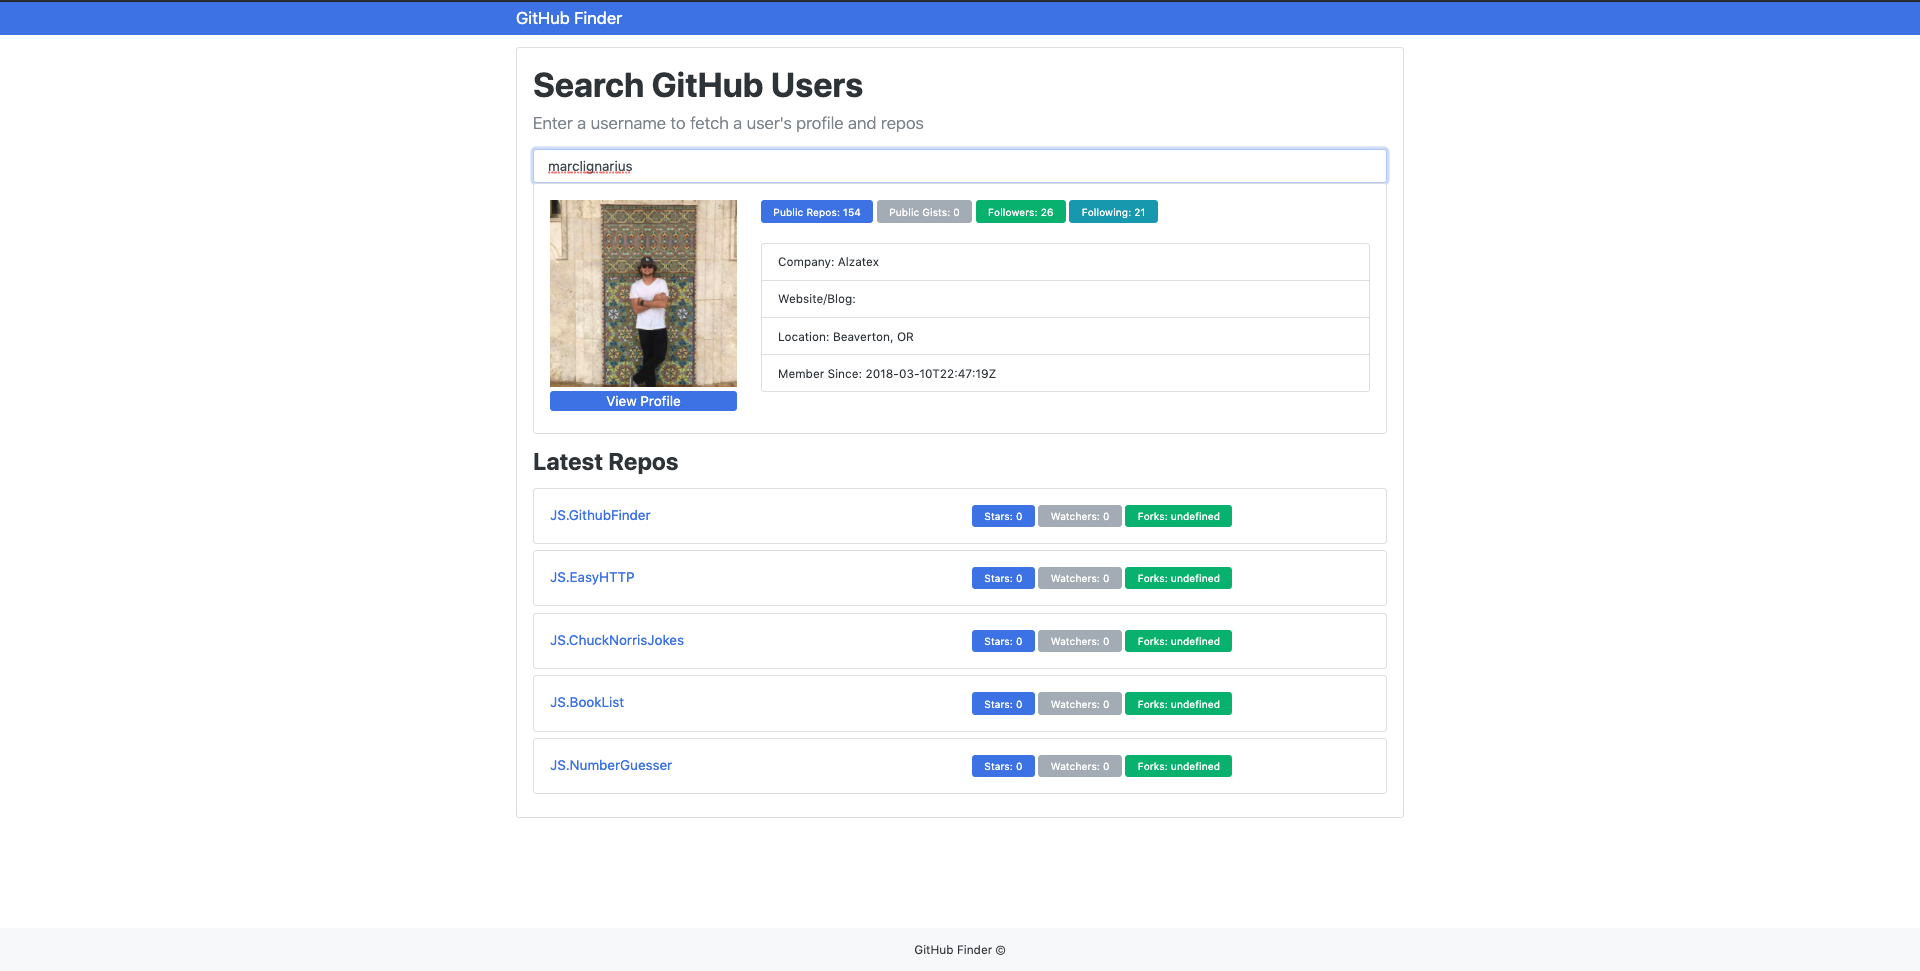 GitHub Finder
Search GitHub Users
Enter a username to fetch a user's profile and repos
marclignarius
Public Repos: 154 Public Gists: 0 Followers: 26 Following: 21
Company: Alzatex
Website/Blog:
Location: Beaverton, OR
Member Since: 2018-03-10T22:47:19Z
View Profile
Latest Repos
JS.GithubFinder Stars: 0 Watchers: 0 Forks: undefined
JS.EasyHTTP Stars: 0 Watchers: 0 Forks: undefined
JS.ChuckNorrisJokes Stars: 0 Watchers: 0 Forks: undefined
JS.BookList Stars: 0 Watchers: 0 Forks: undefined
JS.NumberGuesser Stars: 0 Watchers: 0 Forks: undefined
GitHub Finder ©